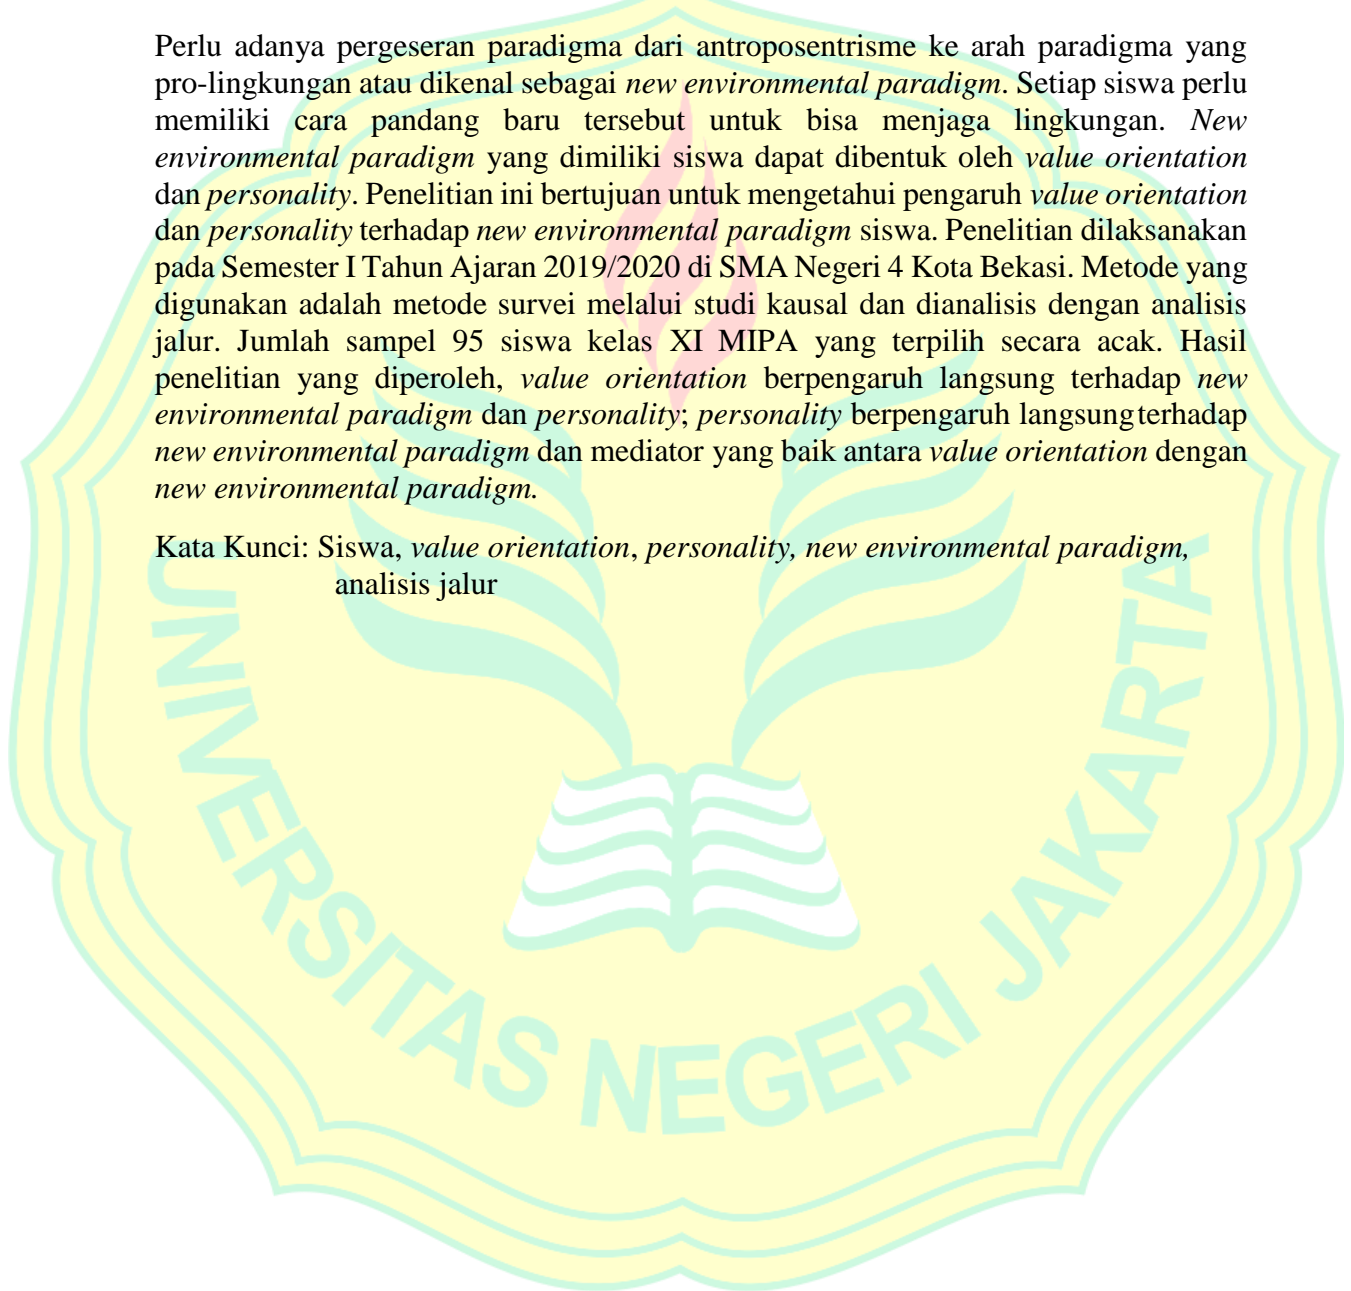 Perlu adanya pergeseran paradigma dari antroposentrisme ke arah paradigma yang
pro-lingkungan atau dikenal sebagai new environmental paradigm. Setiap siswa perlu
memiliki cara pandang baru tersebut untuk bisa menjaga lingkungan. New
environmental paradigm yang dimiliki siswa dapat dibentuk oleh value orientation
dan personality. Penelitian ini bertujuan untuk mengetahui pengaruh value orientation
dan personality terhadap new environmental paradigm siswa. Penelitian dilaksanakan
pada Semester I Tahun Ajaran 2019/2020 di SMA Negeri 4 Kota Bekasi. Metode yang
digunakan adalah metode survei melalui studi kausal dan dianalisis dengan analisis
jalur. Jumlah sampel 95 siswa kelas XI MIPA yang terpilih secara acak. Hasil
penelitian yang diperoleh, value orientation berpengaruh langsung terhadap new
environmental paradigm dan personality; personality berpengaruh langsung terhadap
new environmental paradigm dan mediator yang baik antara value orientation dengan
new environmental paradigm.
Kata Kunci: Siswa, value orientation, personality, new environmental paradigm,
analisis jalur
UNIVERSITAS NEGERI JAKARTA